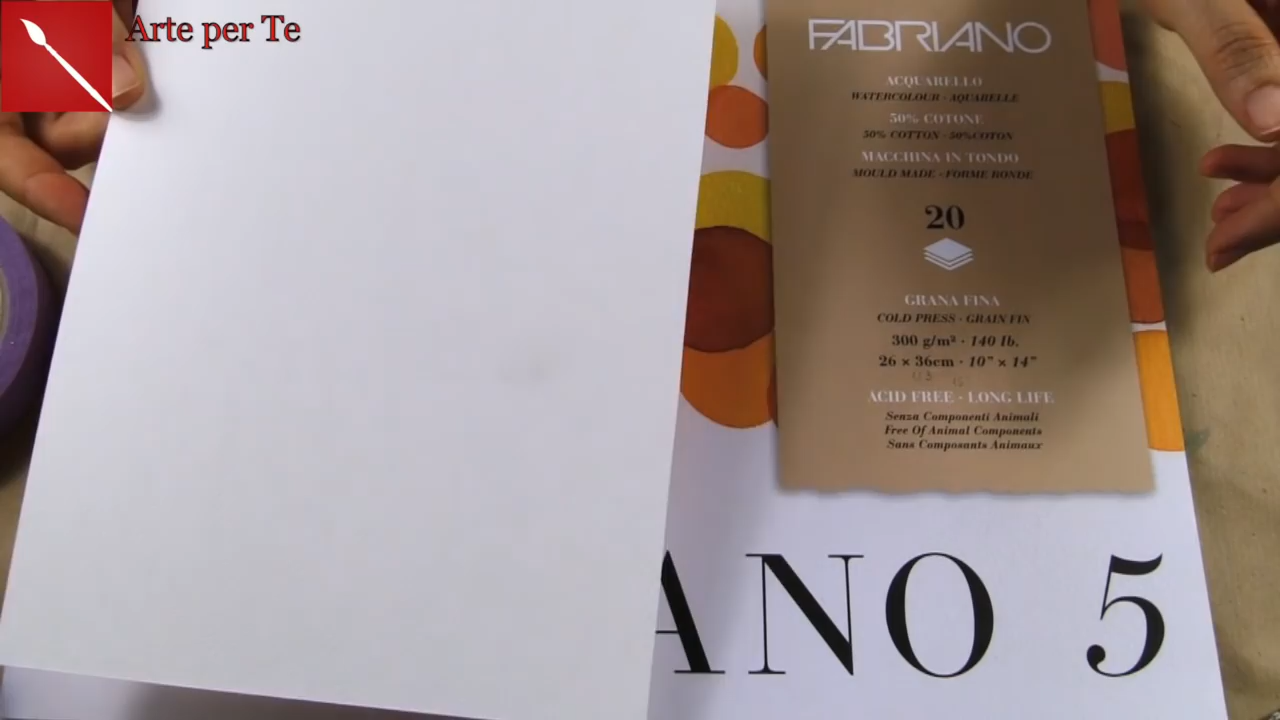 Arte per Te
FABRIANO
ACQUARELLO
WATERCOLOUR · AQUARELLE
50% COTONE
50% COTTON · 50%COTON
MACCHINA IN TONDO
MOULD MADE · FORME RONDE
20
GRANA FINA
COLD PRESS · GRAIN FIN
300 g/m² · 140 lb.
26 × 36cm · 10" × 14"
ACID FREE · LONG LIFE
Senza Componenti Animali
Free Of Animal Components
Sans Composants Animaux
ANO 5